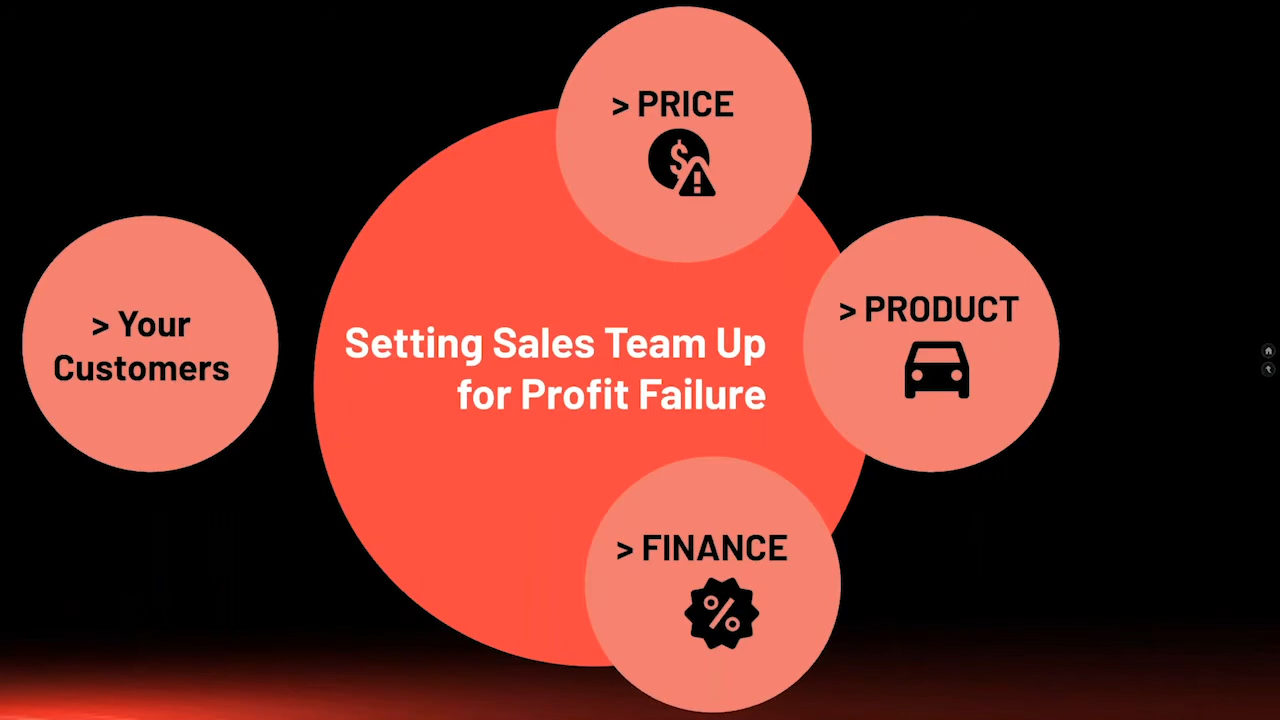 > PRICE
> PRODUCT
> Your
Customers
Setting Sales Team Up
for Profit Failure
> FINANCE